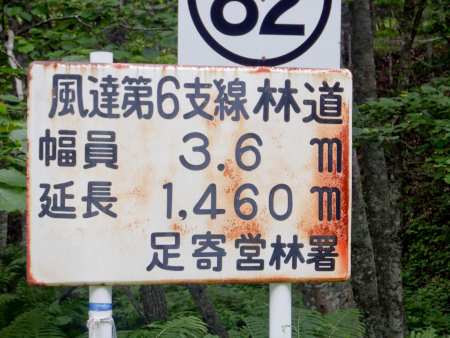 62
風達第6支線林道
幅員 3.6 m
延長 1,460 m
足寄営林署